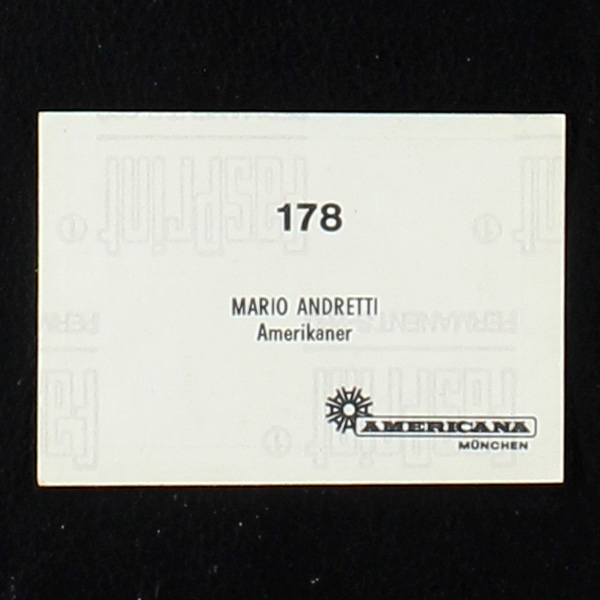 178
MARIO ANDRETTI
Amerikaner
AMERICANA
MÜNCHEN